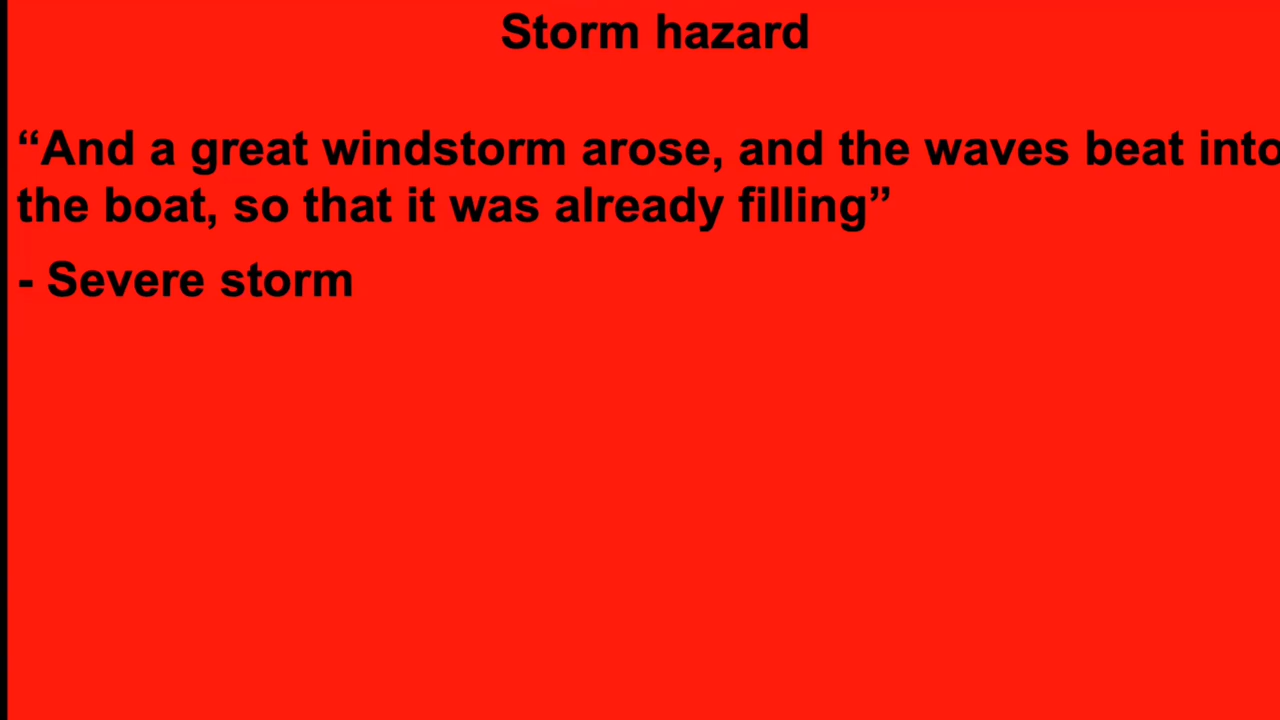 Storm hazard
“And a great windstorm arose, and the waves beat into
the boat, so that it was already filling”
- Severe storm